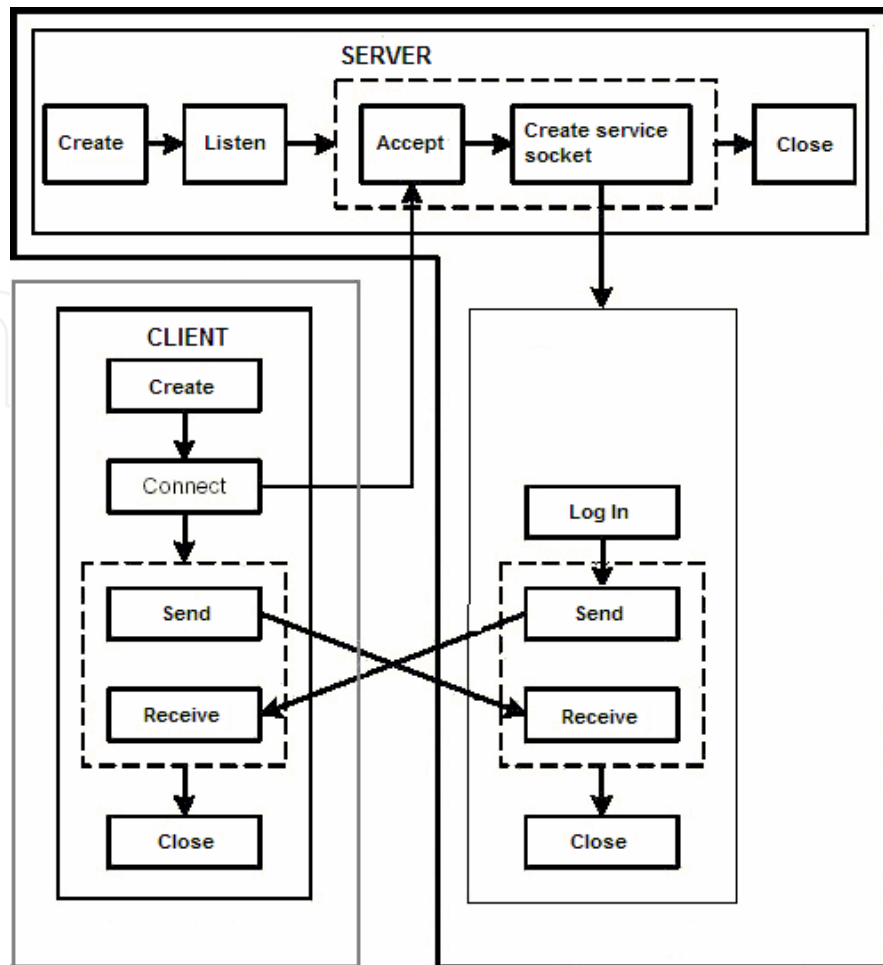 SERVER
Create
Listen
Accept
Create service
socket
Close
CLIENT
Create
Connect
Send
Receive
Close
Log In
Send
Receive
Close